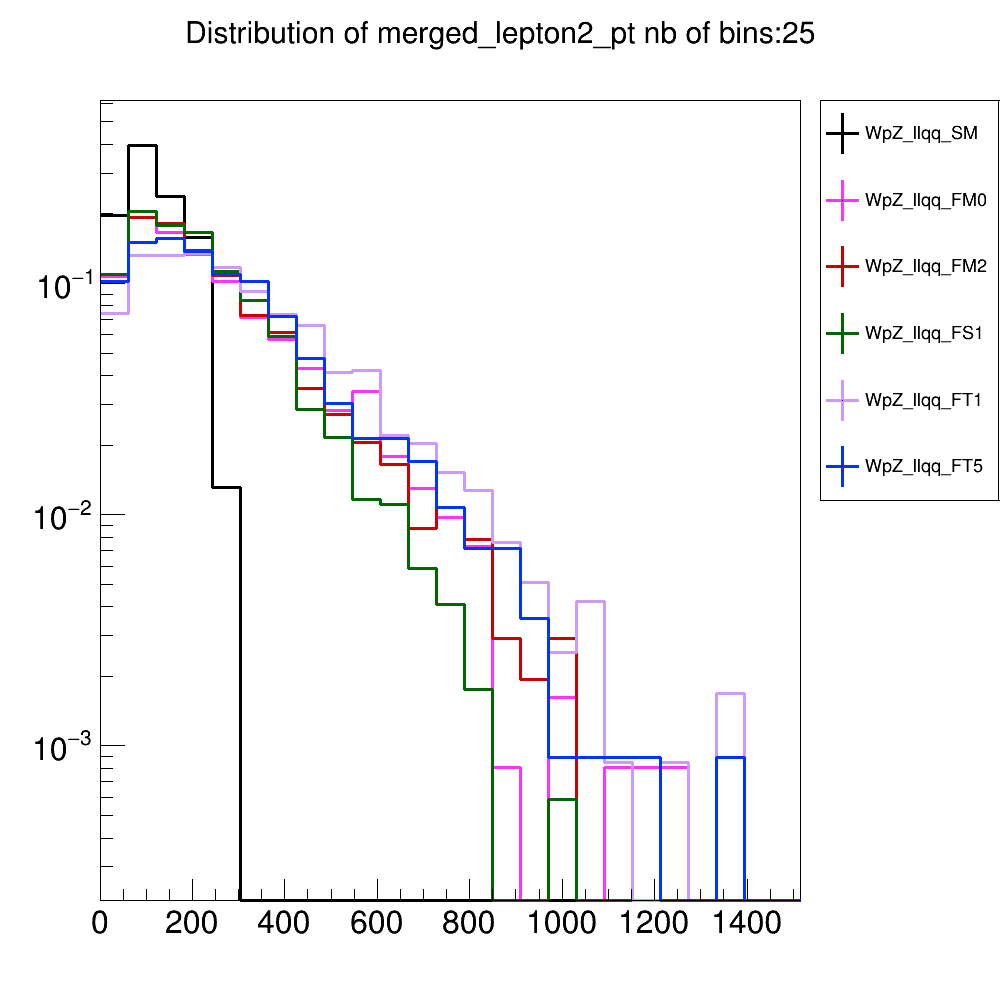 Distribution of merged_lepton2_pt nb of bins:25
WpZ_llqq_SM
WpZ_llqq_FM0
WpZ_llqq_FM2
WpZ_llqq_FS1
WpZ_llqq_FT1
WpZ_llqq_FT5
10⁻¹
10⁻²
10⁻³
0 200 400 600 800 1000 1200 1400